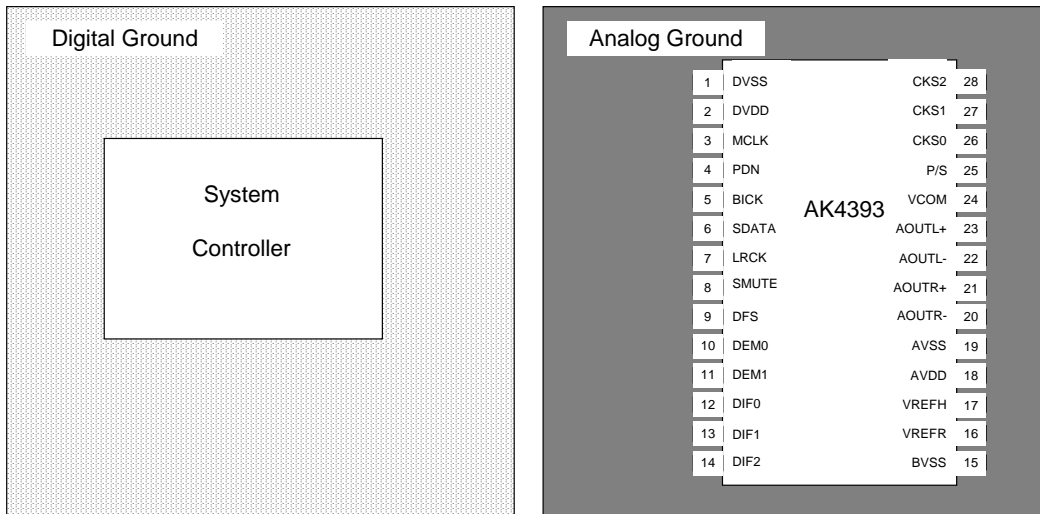 Digital Ground
System
Controller
Analog Ground
AK4393
1 DVSS
2 DVDD
3 MCLK
4 PDN
5 BICK
6 SDATA
7 LRCK
8 SMUTE
9 DFS
10 DEM0
11 DEM1
12 DIF0
13 DIF1
14 DIF2
CKS2 28
CKS1 27
CKS0 26
P/S 25
VCOM 24
AOUTL+ 23
AOUTL- 22
AOUTR+ 21
AOUTR- 20
AVSS 19
AVDD 18
VREFH 17
VREFR 16
BVSS 15